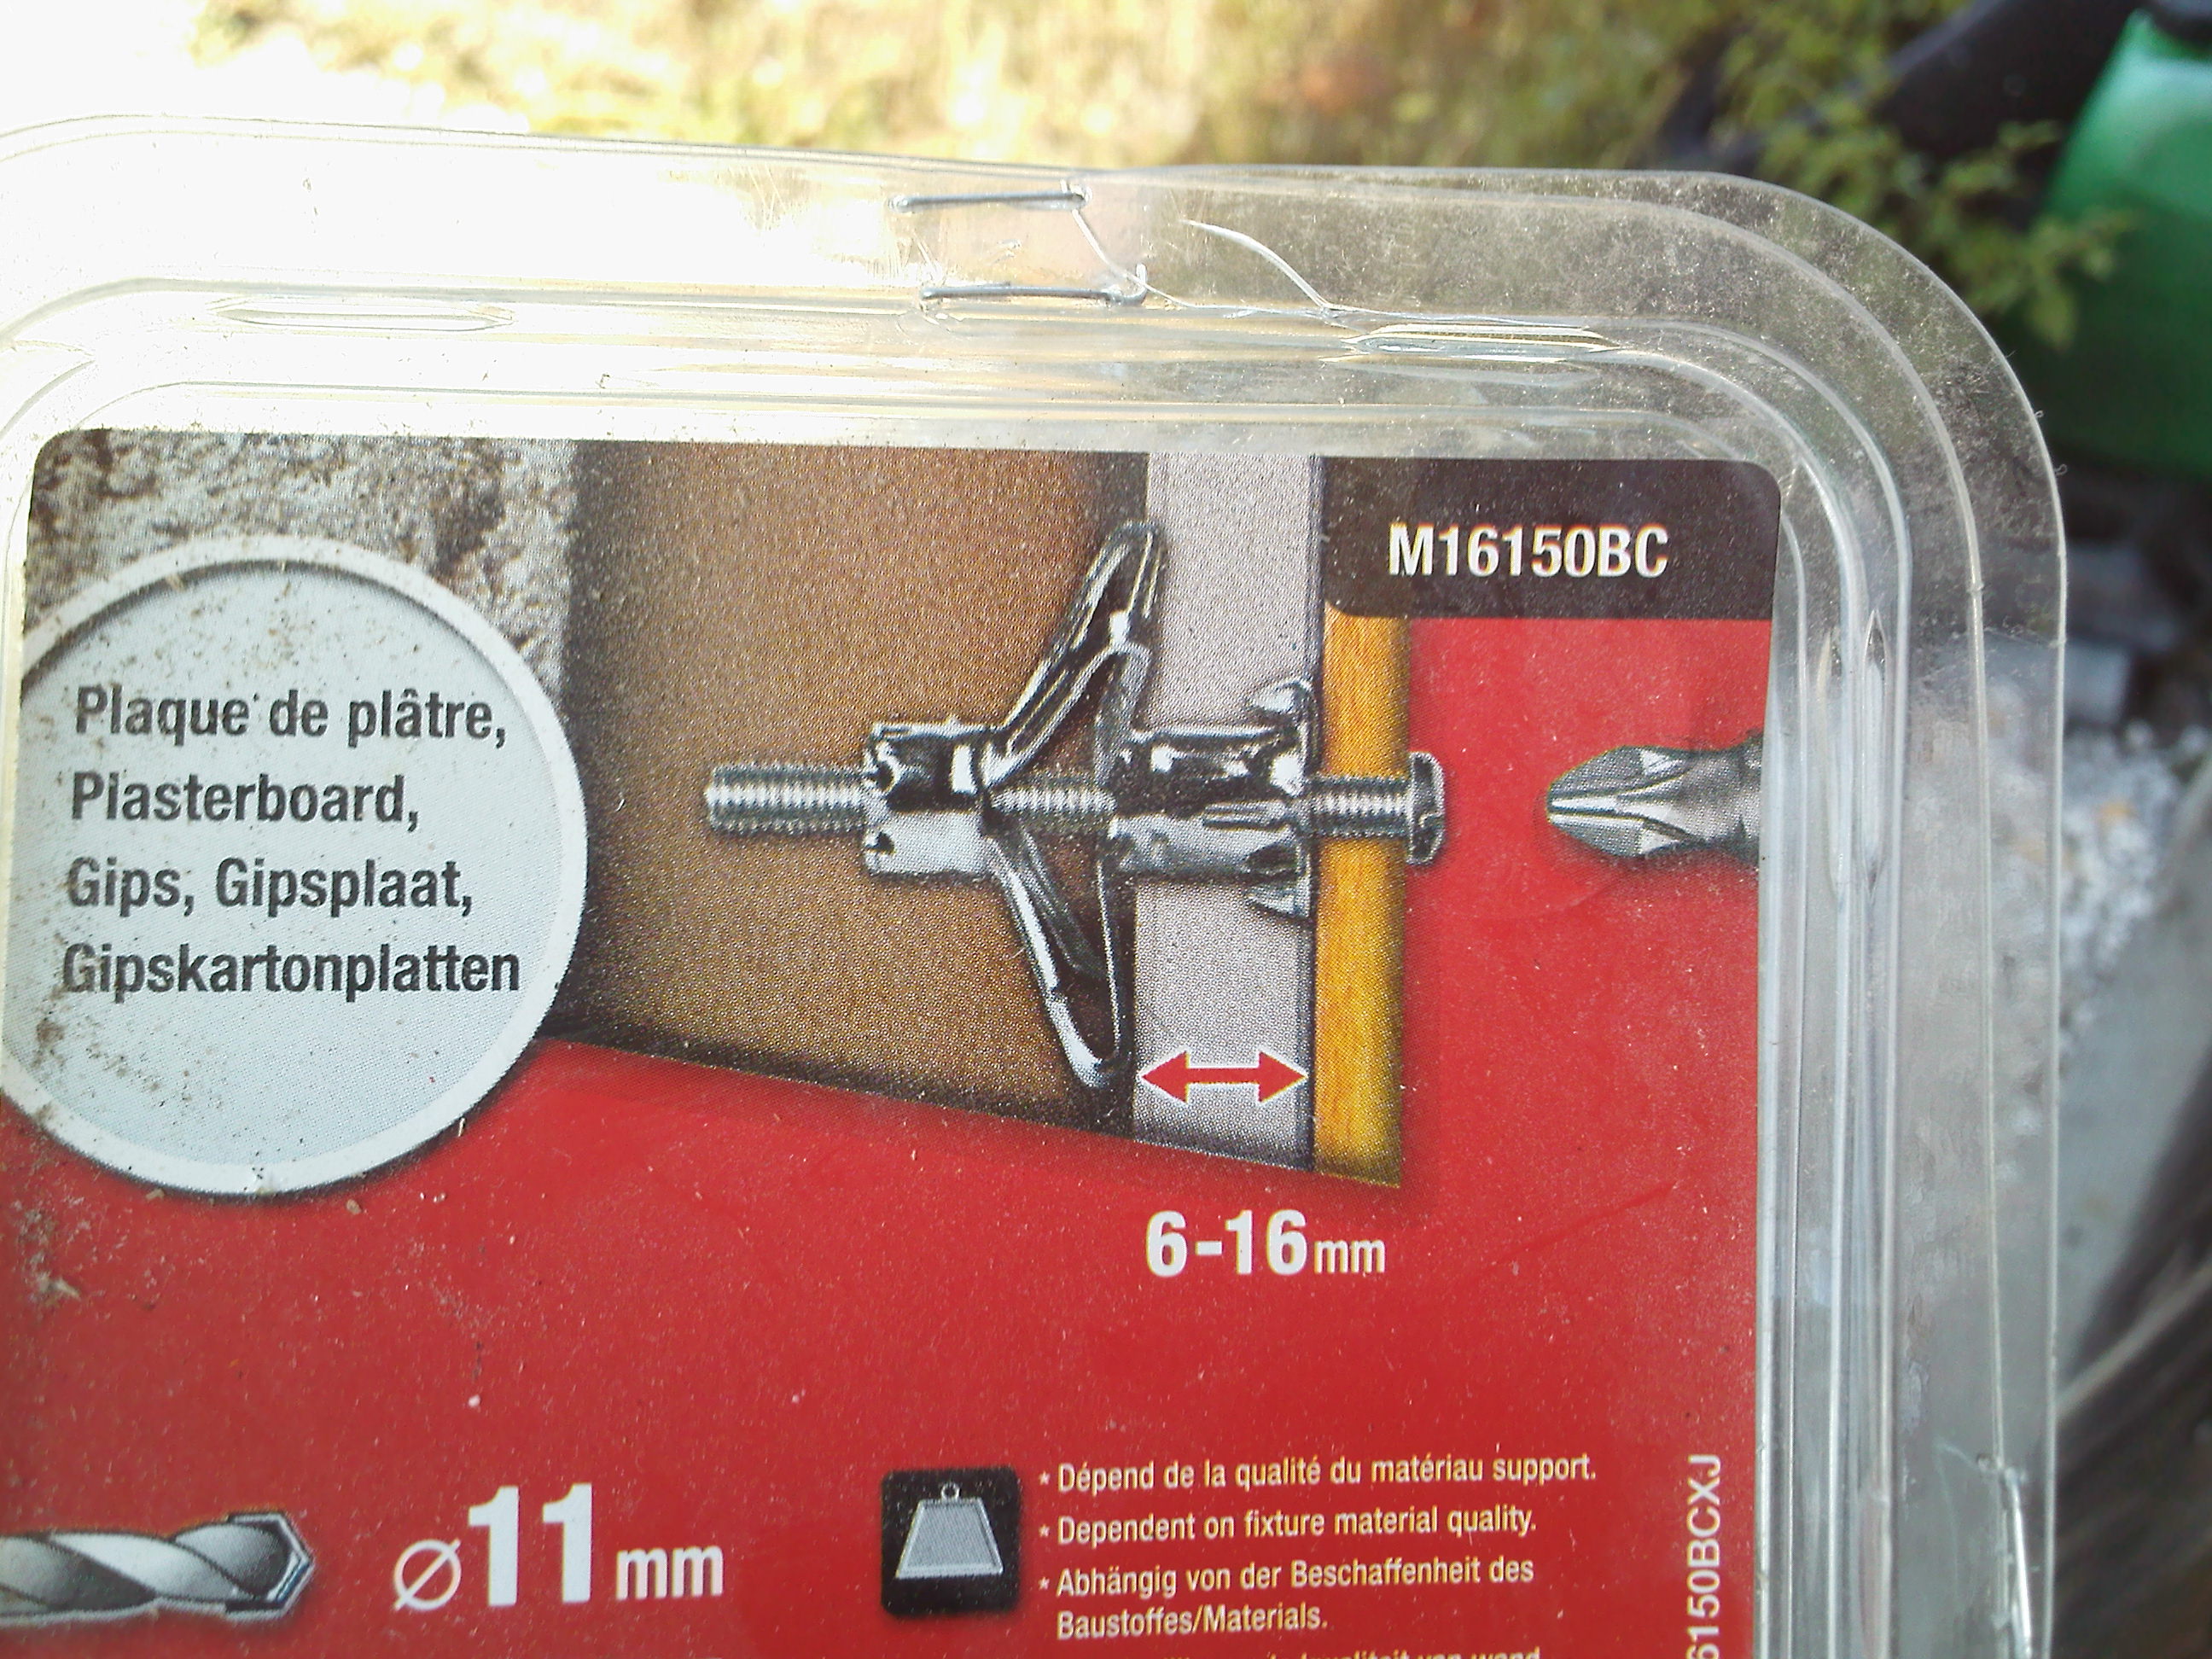 M16150BC
Plaque de plâtre,
Plasterboard,
Gips, Gipsplaat,
Gipskartonplatten
6-16mm
ø11mm
* Dépend de la qualité du matériau support.
* Dependent on fixture material quality.
* Abhängig von der Beschaffenheit des
Baustoffes/Materials.
6150BCXJ